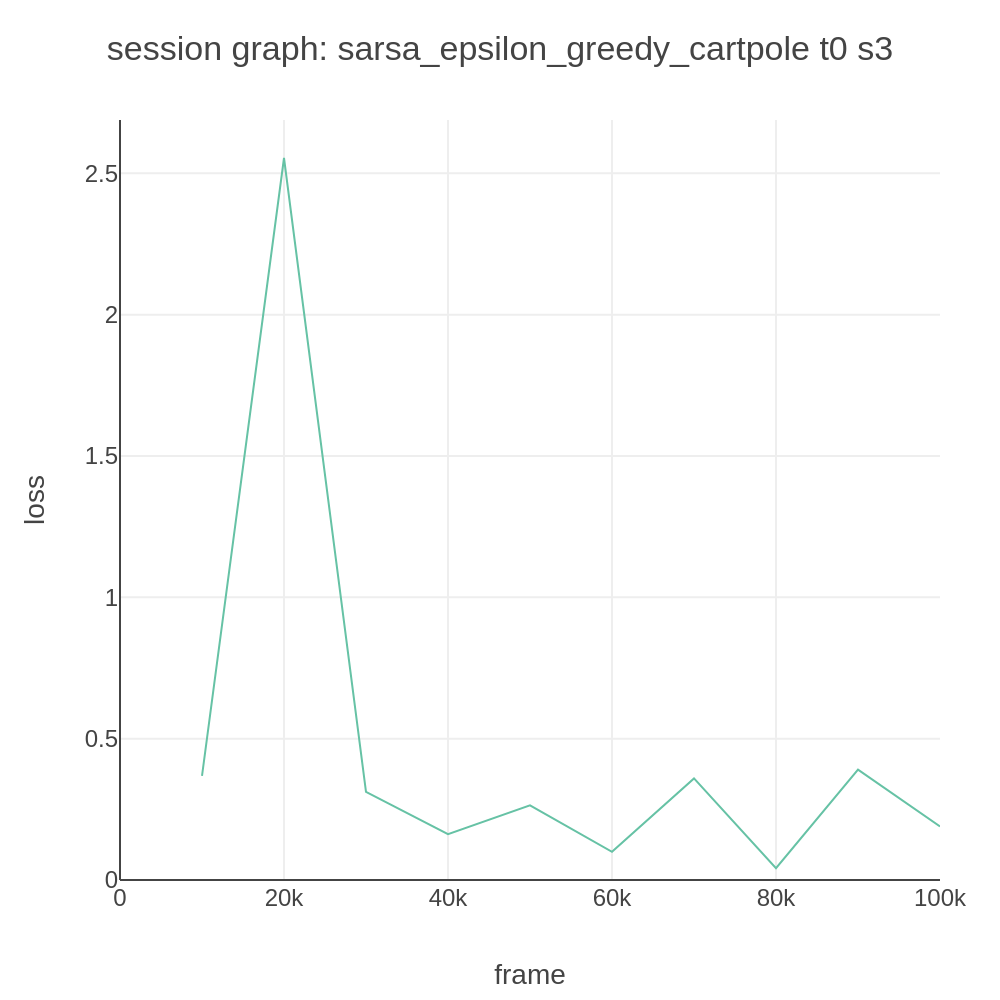 session graph: sarsa_epsilon_greedy_cartpole t0 s3
2.5
2
1.5
1
0.5
0
loss
0
20k
40k
60k
80k
100k
frame